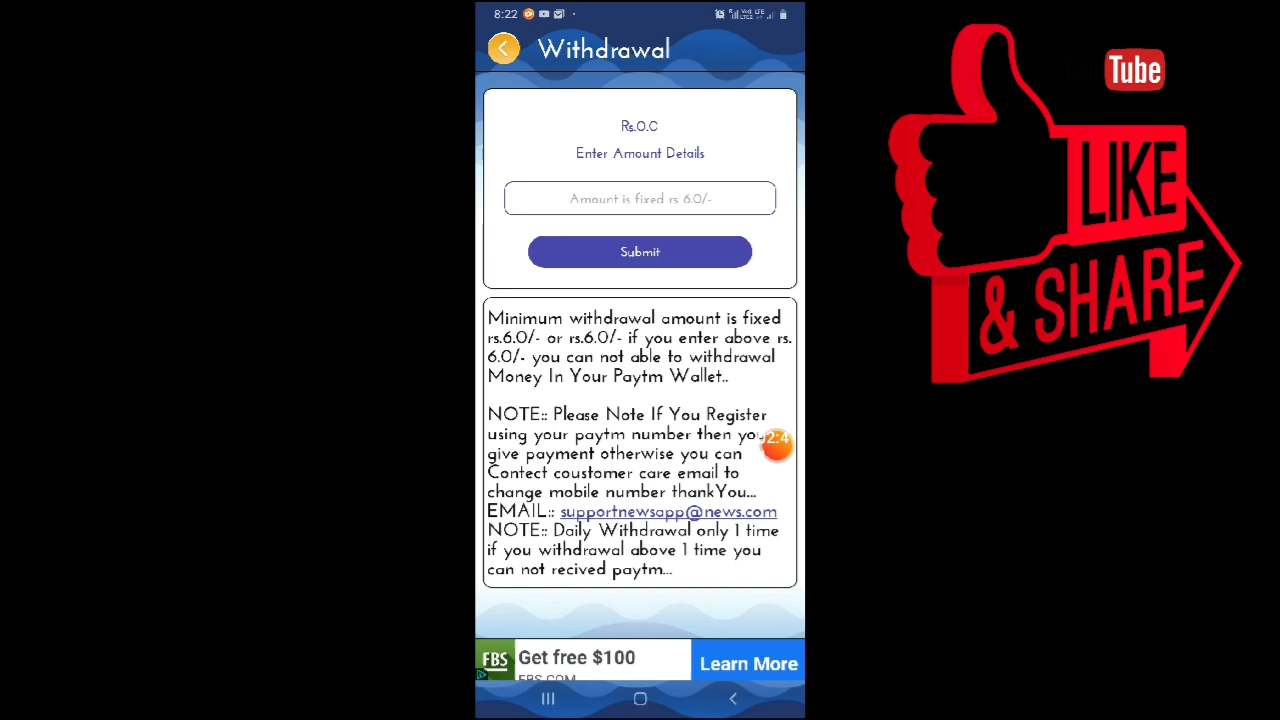 8:22
Withdrawal
Rs.0.0
Enter Amount Details
Amount is fixed rs 6.0/-
Submit
Minimum withdrawal amount is fixed
rs.6.0/- or rs.6.0/- if you enter above rs.
6.0/- you can not able to withdrawal
Money In Your Paytm Wallet..
NOTE:: Please Note If You Register
using your paytm number then you
give payment otherwise you can
Contect coustomer care email to
change mobile number thankYou...
EMAIL:: supportnewsapp@news.com
NOTE:: Daily Withdrawal only 1 time
if you withdrawal above 1 time you
can not recived paytm...
FBS
Get free $100
FBS.COM
Learn More
Tube
LIKE
& SHARE